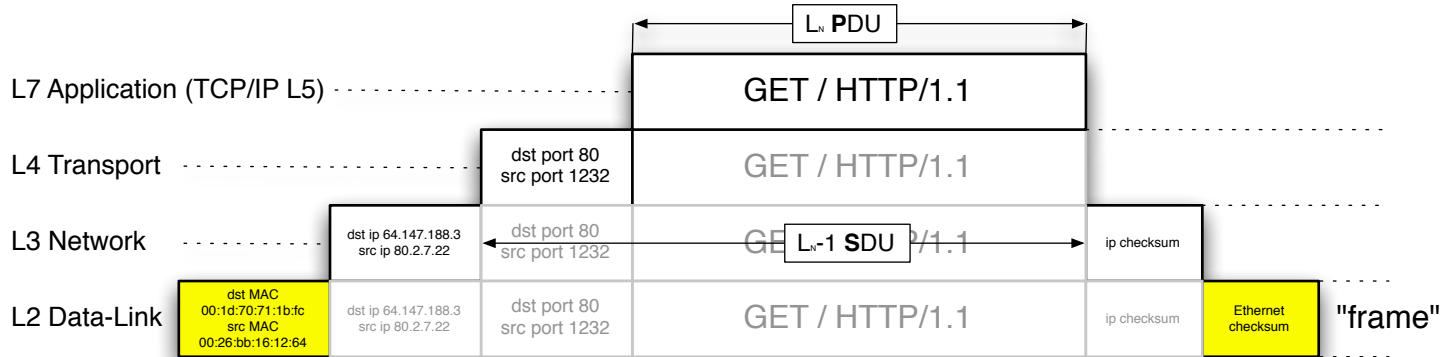 Lₙ PDU
L7 Application (TCP/IP L5)
GET / HTTP/1.1
L4 Transport
dst port 80
src port 1232
GET / HTTP/1.1
L3 Network
dst ip 64.147.188.3
src ip 80.2.7.22
dst port 80
src port 1232
GET / HTTP/1.1
Lₙ-1 SDU
ip checksum
L2 Data-Link
dst MAC
00:1d:70:71:1b:fc
src MAC
00:26:bb:16:12:64
dst ip 64.147.188.3
src ip 80.2.7.22
dst port 80
src port 1232
GET / HTTP/1.1
ip checksum
Ethernet
checksum
"frame"